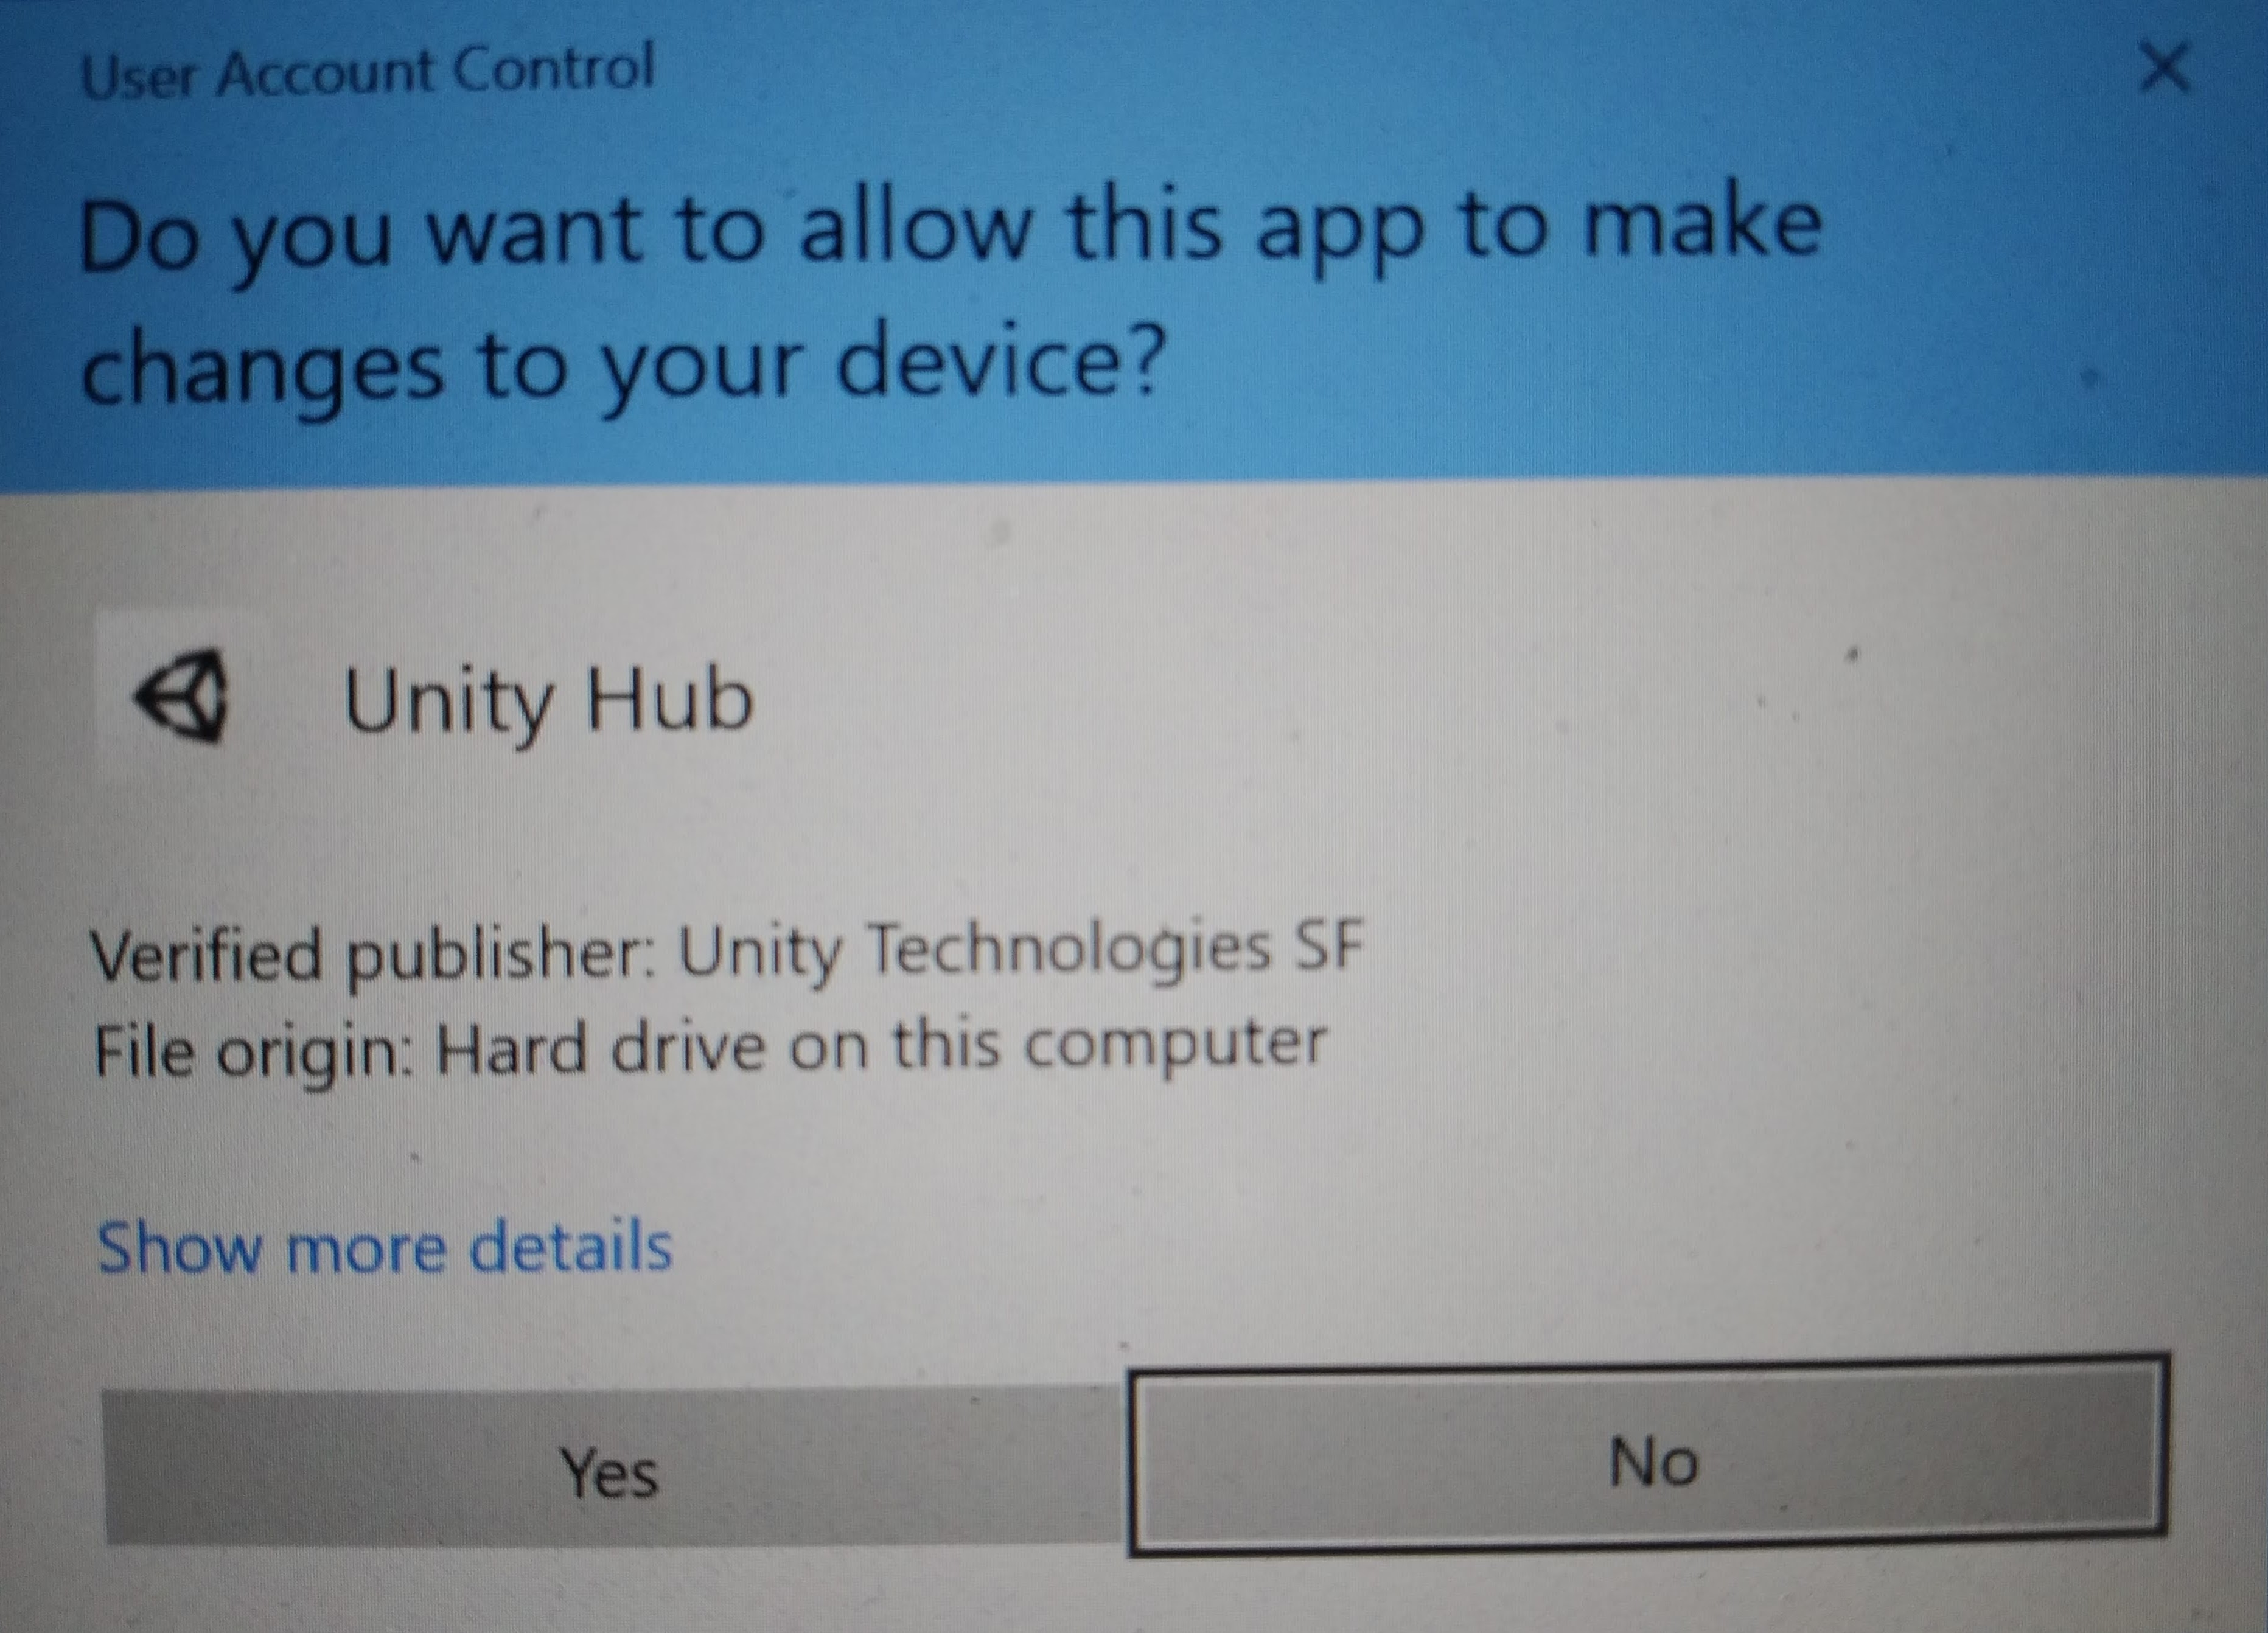 User Account Control
Do you want to allow this app to make
changes to your device?
Unity Hub
Verified publisher: Unity Technologies SF
File origin: Hard drive on this computer
Show more details
Yes
No